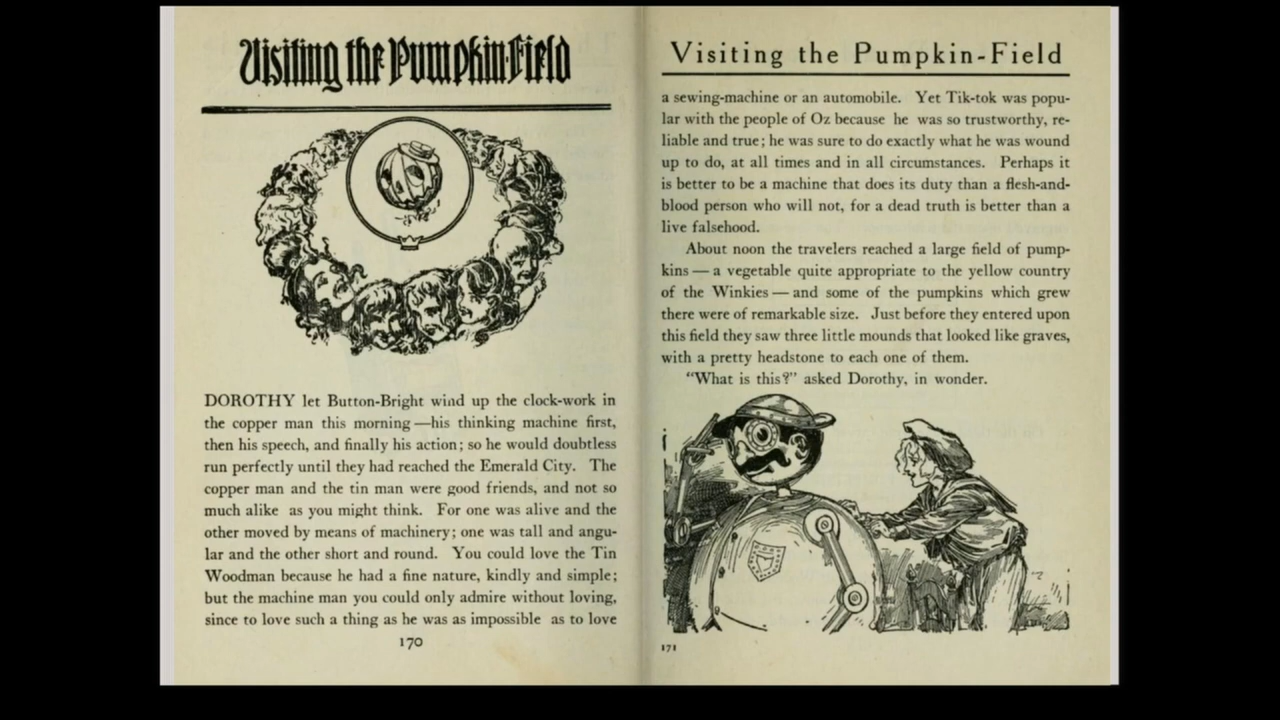 Visiting the Pumpkin-Field
DOROTHY let Button-Bright wind up the clock-work in
the copper man this morning—his thinking machine first,
then his speech, and finally his action; so he would doubtless
run perfectly until they had reached the Emerald City. The
copper man and the tin man were good friends, and not so
much alike as you might think. For one was alive and the
other moved by means of machinery; one was tall and angu-
lar and the other short and round. You could love the Tin
Woodman because he had a fine nature, kindly and simple;
but the machine man you could only admire without loving,
since to love such a thing as he was as impossible as to love
170
Visiting the Pumpkin-Field
a sewing-machine or an automobile. Yet Tik-tok was popu-
lar with the people of Oz because he was so trustworthy, re-
liable and true; he was sure to do exactly what he was wound
up to do, at all times and in all circumstances. Perhaps it
is better to be a machine that does its duty than a flesh-and-
blood person who will not, for a dead truth is better than a
live falsehood.
About noon the travelers reached a large field of pump-
kins — a vegetable quite appropriate to the yellow country
of the Winkies — and some of the pumpkins which grew
there were of remarkable size. Just before they entered upon
this field they saw three little mounds that looked like graves,
with a pretty headstone to each one of them.
“What is this?” asked Dorothy, in wonder.
171